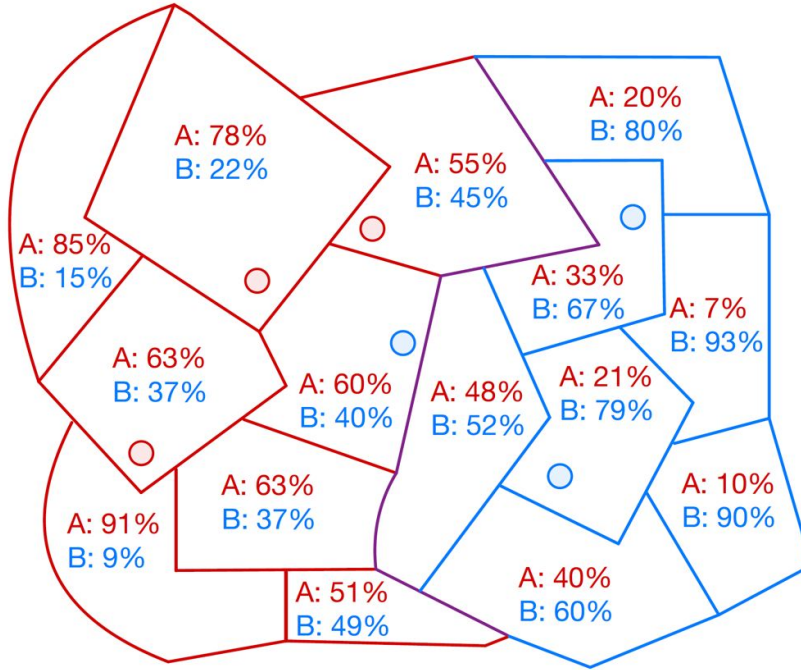 A: 20%
B: 80%
A: 78%
B: 22%
A: 55%
B: 45%
A: 85%
B: 15%
A: 33%
B: 67%
A: 7%
B: 93%
A: 63%
B: 37%
A: 60%
B: 40%
A: 48%
B: 52%
A: 21%
B: 79%
A: 63%
B: 37%
A: 10%
B: 90%
A: 91%
B: 9%
A: 51%
B: 49%
A: 40%
B: 60%